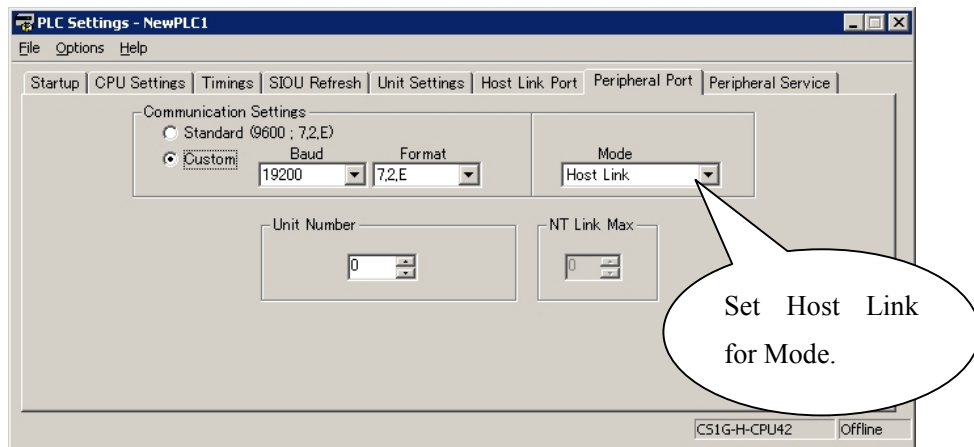 PLC Settings - NewPLC1
File Options Help
Startup CPU Settings Timings SIOU Refresh Unit Settings Host Link Port Peripheral Port Peripheral Service
Communication Settings
Standard (9600 ; 7,2,E)
Custom
Baud Format Mode
19200 7,2,E Host Link
Unit Number NT Link Max
0 0
Set Host Link
for Mode.
CS1G-H-CPU42 Offline